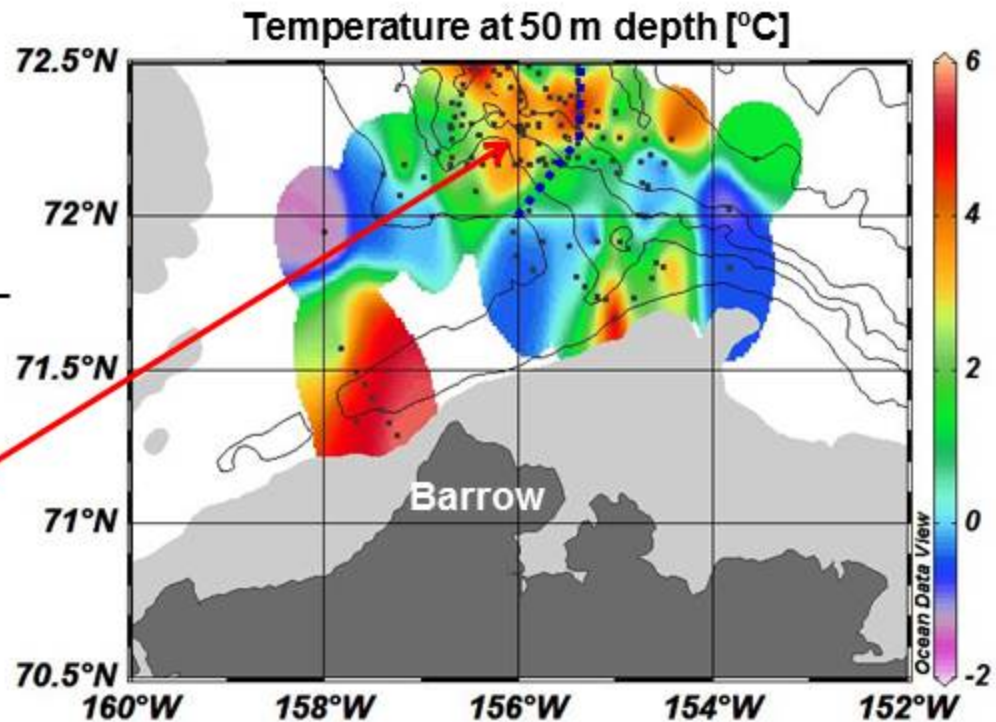 Temperature at 50 m depth [ºC]
72.5°N
72°N
71.5°N
71°N
70.5°N
160°W
158°W
156°W
154°W
152°W
Barrow
Ocean Data View
6
4
2
0
-2